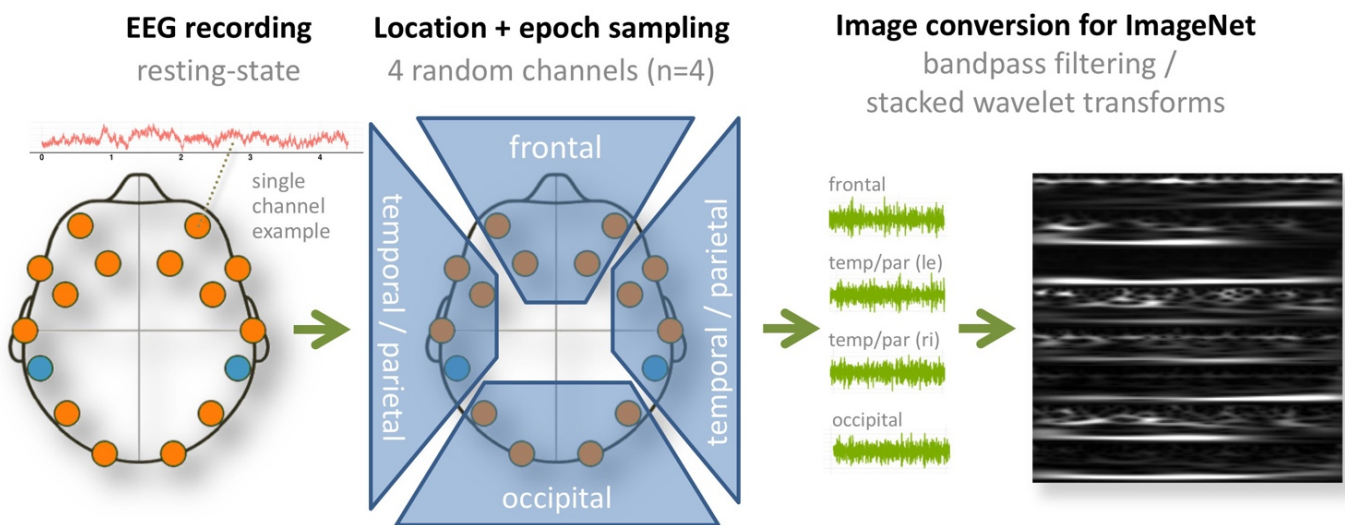 EEG recording
resting-state
Location + epoch sampling
4 random channels (n=4)
Image conversion for ImageNet
bandpass filtering /
stacked wavelet transforms
0 1 2 3 4
single
channel
example
frontal
temporal / parietal
temporal / parietal
occipital
frontal
temp/par (le)
temp/par (ri)
occipital